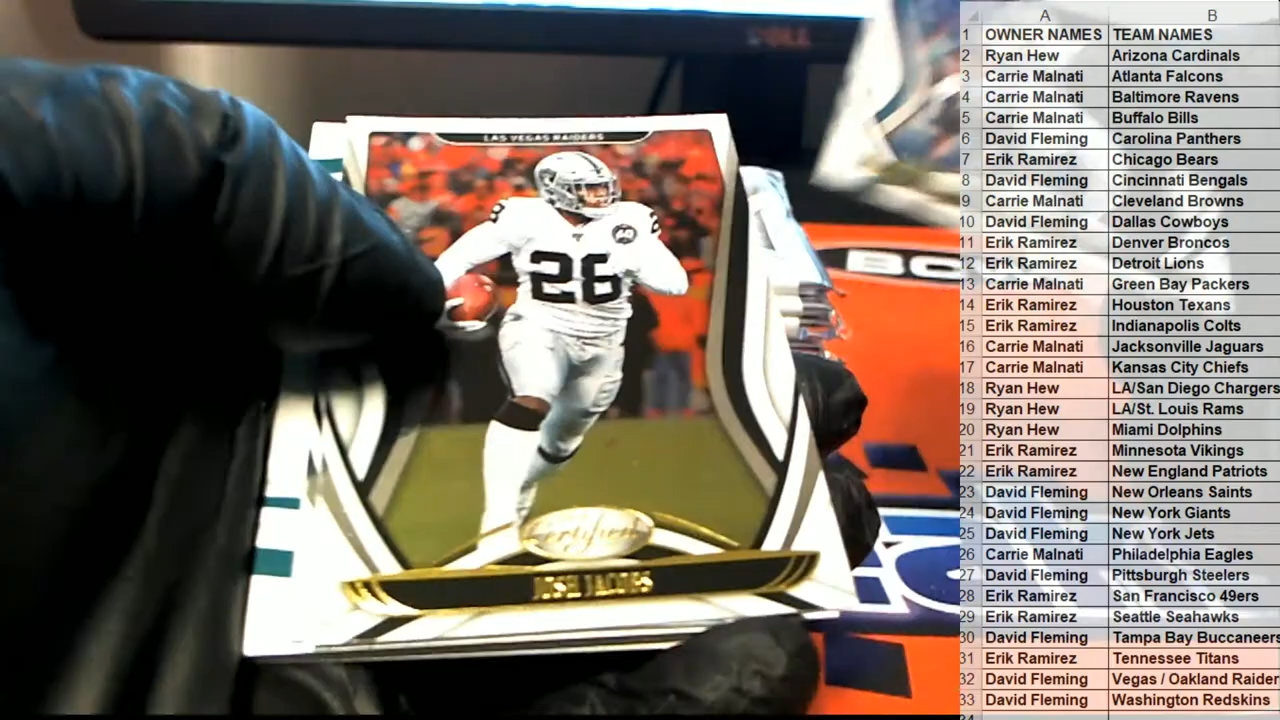 DELL
LAS VEGAS RAIDERS
26
Certified
JOSH JACOBS
BO
A B
1 OWNER NAMES TEAM NAMES
2 Ryan Hew Arizona Cardinals
3 Carrie Malnati Atlanta Falcons
4 Carrie Malnati Baltimore Ravens
5 Carrie Malnati Buffalo Bills
6 David Fleming Carolina Panthers
7 Erik Ramirez Chicago Bears
8 David Fleming Cincinnati Bengals
9 Carrie Malnati Cleveland Browns
10 David Fleming Dallas Cowboys
11 Erik Ramirez Denver Broncos
12 Erik Ramirez Detroit Lions
13 Carrie Malnati Green Bay Packers
14 Erik Ramirez Houston Texans
15 Erik Ramirez Indianapolis Colts
16 Carrie Malnati Jacksonville Jaguars
17 Carrie Malnati Kansas City Chiefs
18 Ryan Hew LA/San Diego Chargers
19 Ryan Hew LA/St. Louis Rams
20 Ryan Hew Miami Dolphins
21 Erik Ramirez Minnesota Vikings
22 Erik Ramirez New England Patriots
23 David Fleming New Orleans Saints
24 David Fleming New York Giants
25 David Fleming New York Jets
26 Carrie Malnati Philadelphia Eagles
27 David Fleming Pittsburgh Steelers
28 Erik Ramirez San Francisco 49ers
29 Erik Ramirez Seattle Seahawks
30 David Fleming Tampa Bay Buccaneers
31 Erik Ramirez Tennessee Titans
32 David Fleming Vegas / Oakland Raider
33 David Fleming Washington Redskins